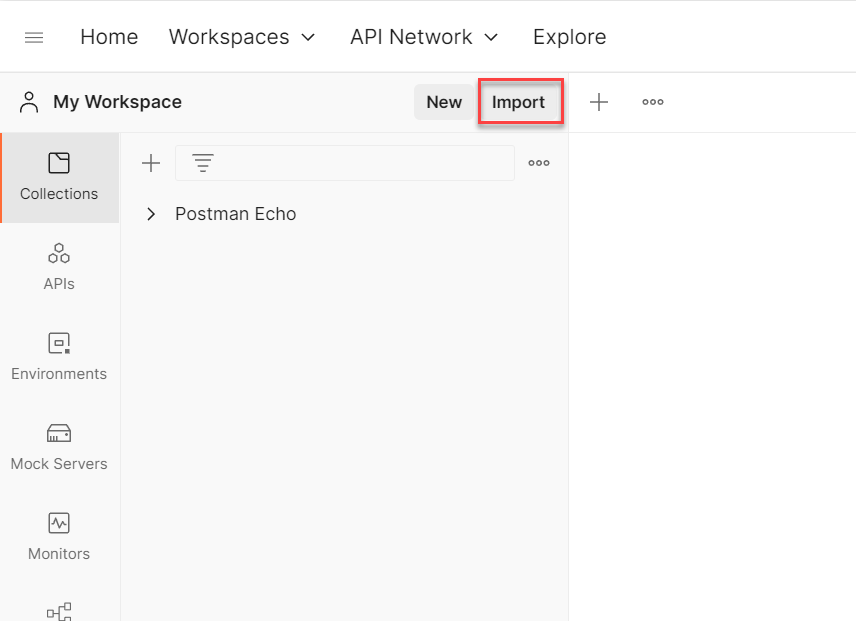 Home Workspaces API Network Explore
My Workspace New Import
Collections
Postman Echo
APIs
Environments
Mock Servers
Monitors